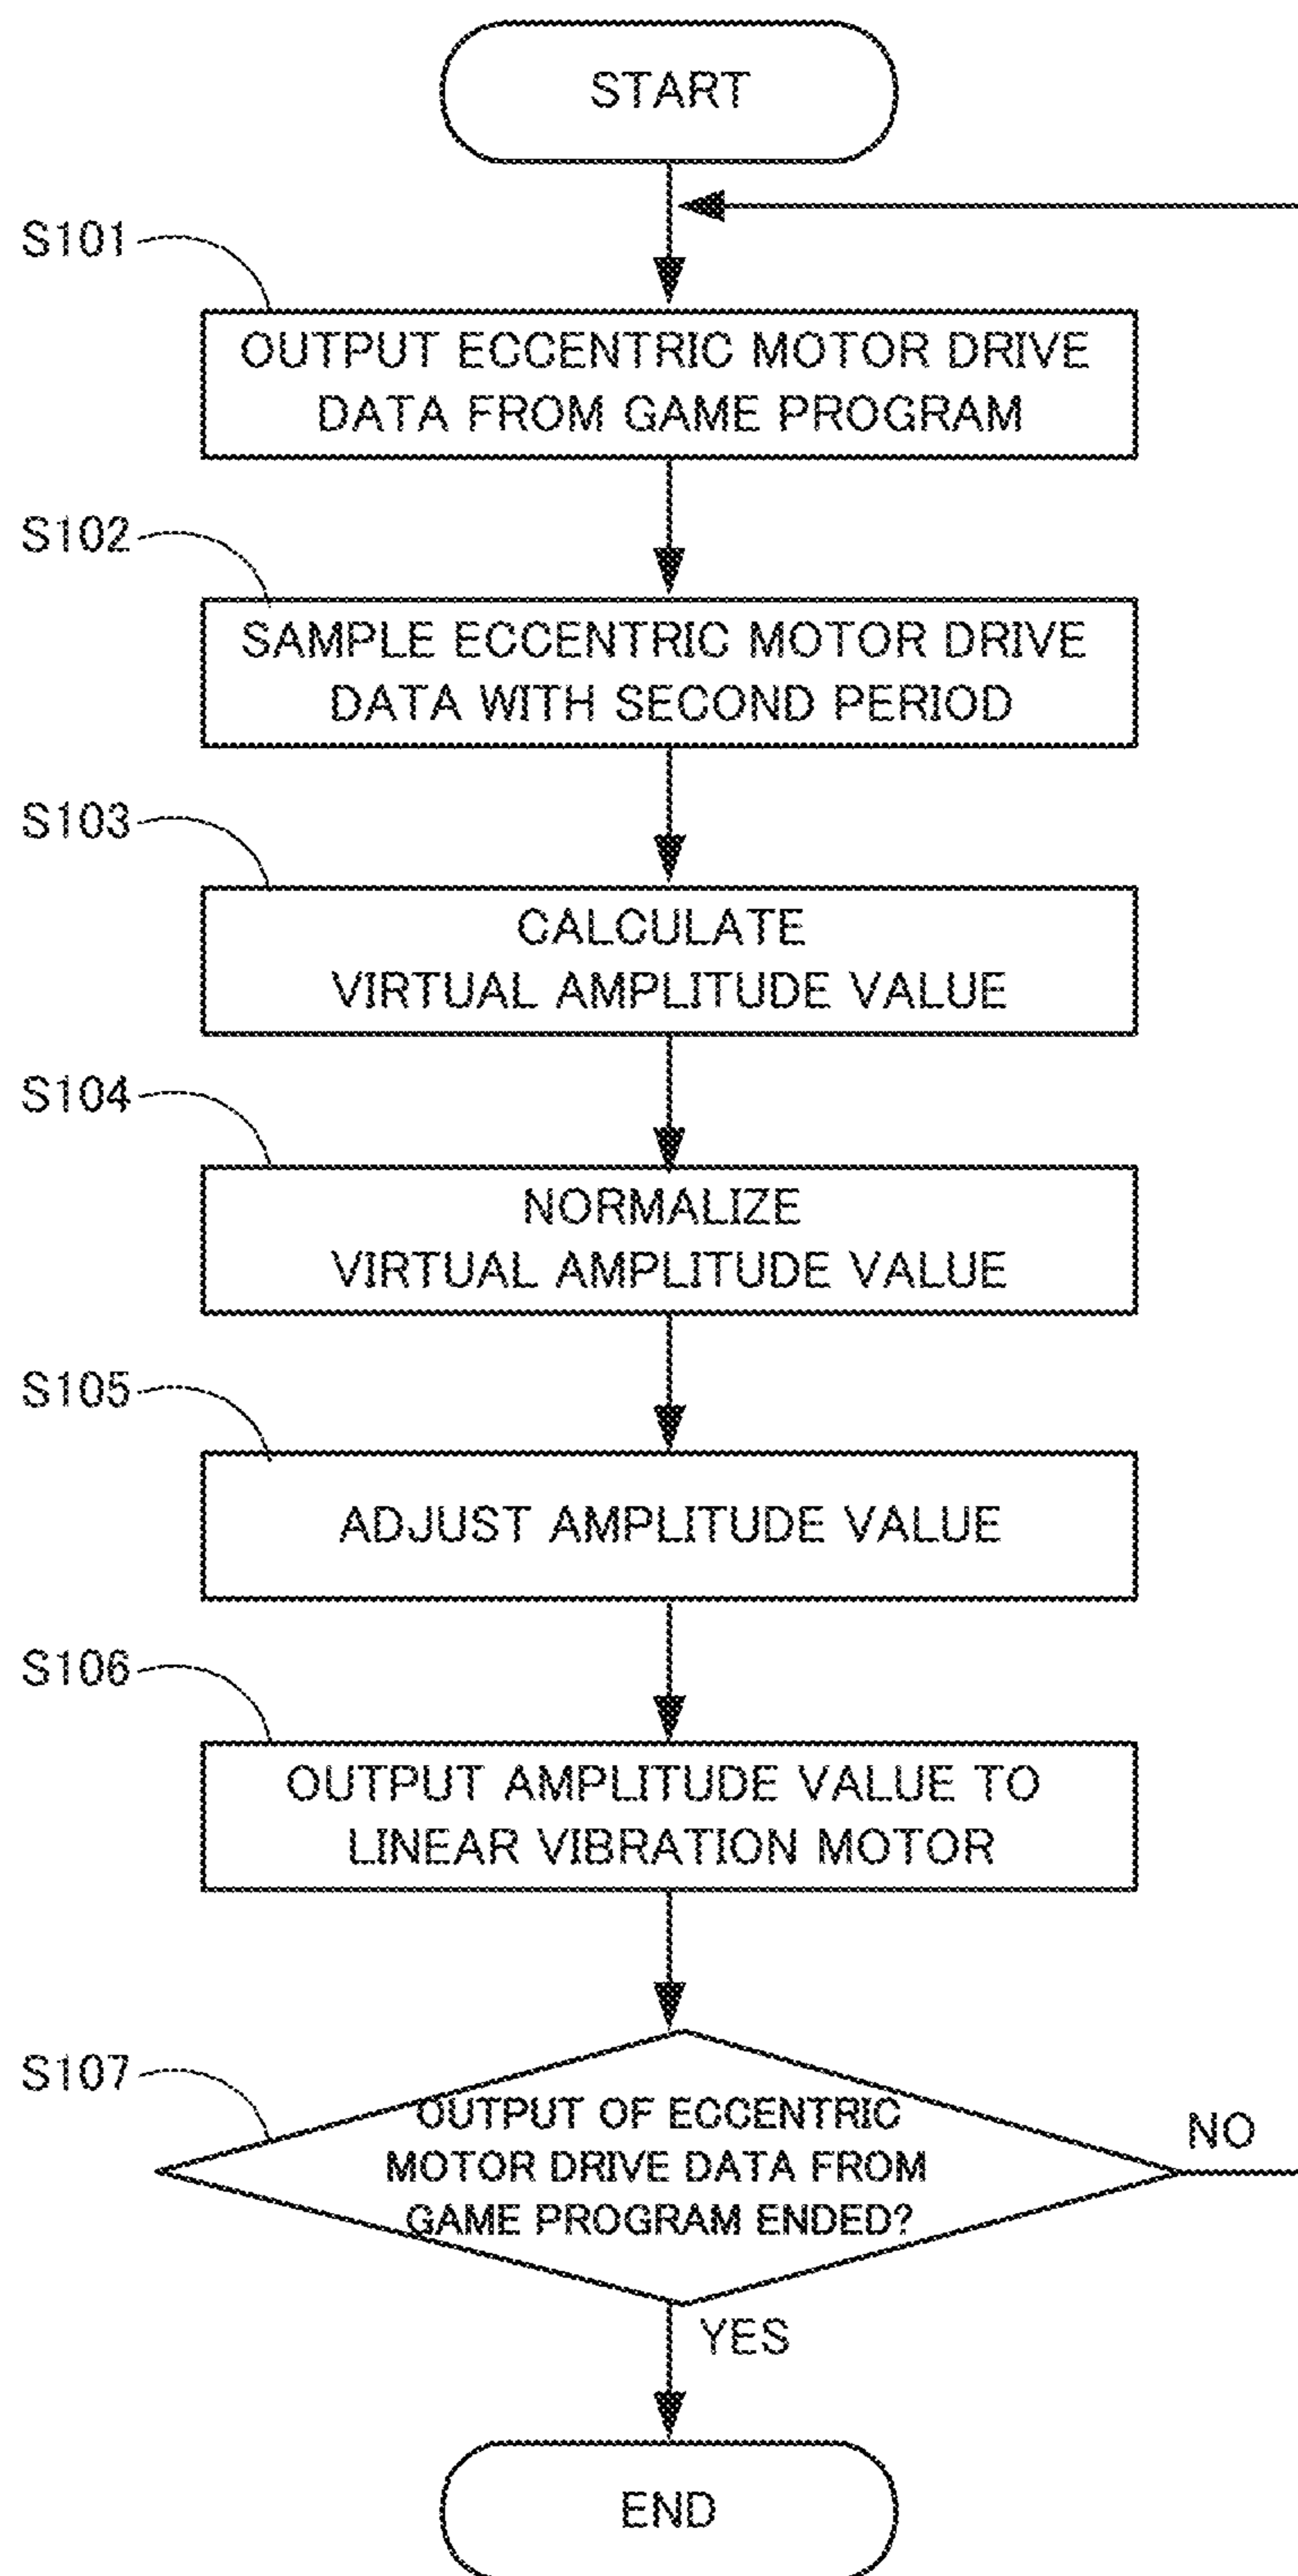 START
S101
OUTPUT ECCENTRIC MOTOR DRIVE
DATA FROM GAME PROGRAM
S102
SAMPLE ECCENTRIC MOTOR DRIVE
DATA WITH SECOND PERIOD
S103
CALCULATE
VIRTUAL AMPLITUDE VALUE
S104
NORMALIZE
VIRTUAL AMPLITUDE VALUE
S105
ADJUST AMPLITUDE VALUE
S106
OUTPUT AMPLITUDE VALUE TO
LINEAR VIBRATION MOTOR
S107
OUTPUT OF ECCENTRIC
MOTOR DRIVE DATA FROM
GAME PROGRAM ENDED?
NO
YES
END